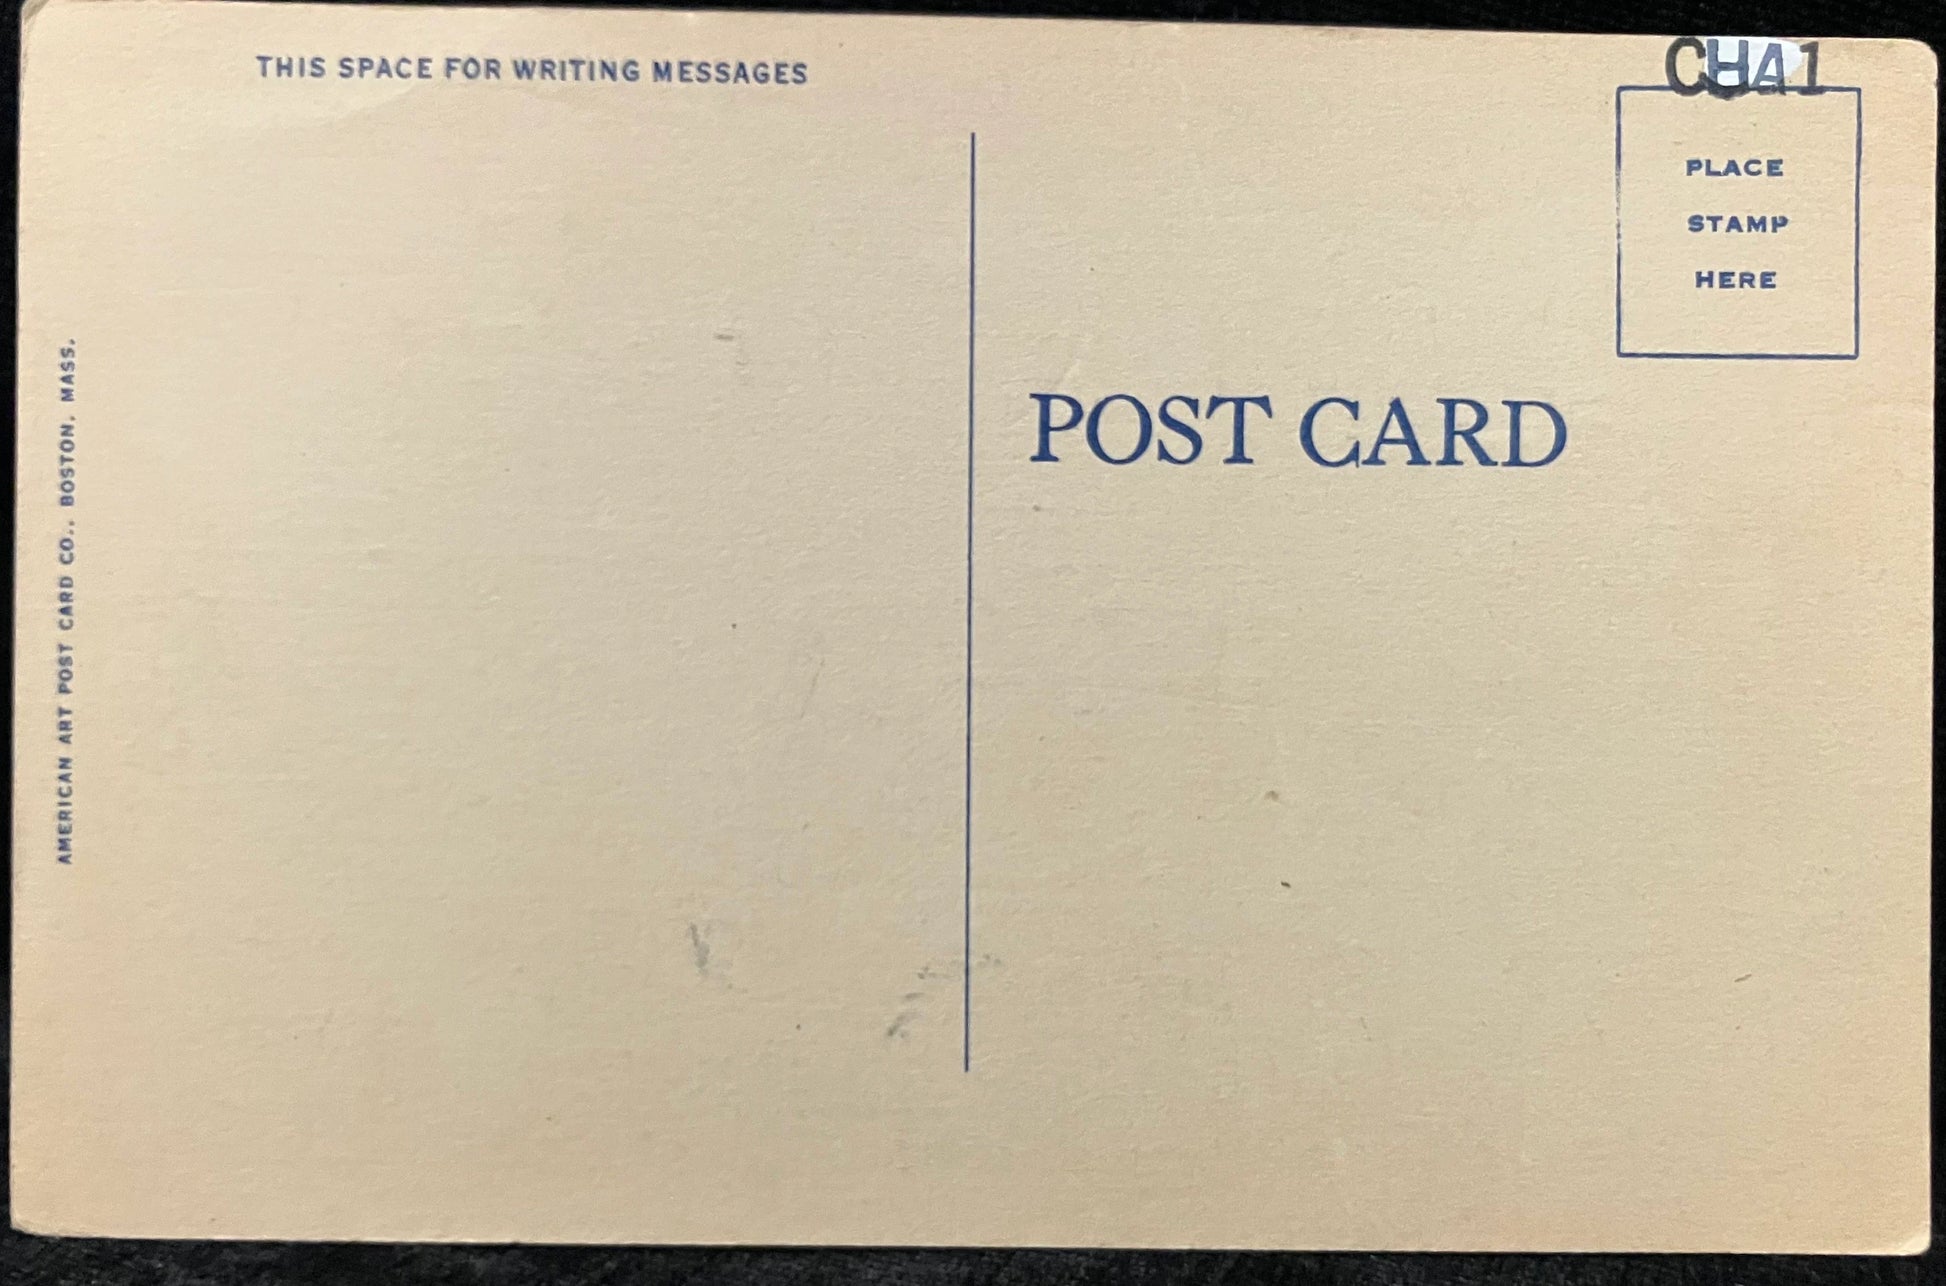 THIS SPACE FOR WRITING MESSAGES
CHA1
PLACE
STAMP
HERE
POST CARD
AMERICAN ART POST CARD CO., BOSTON, MASS.